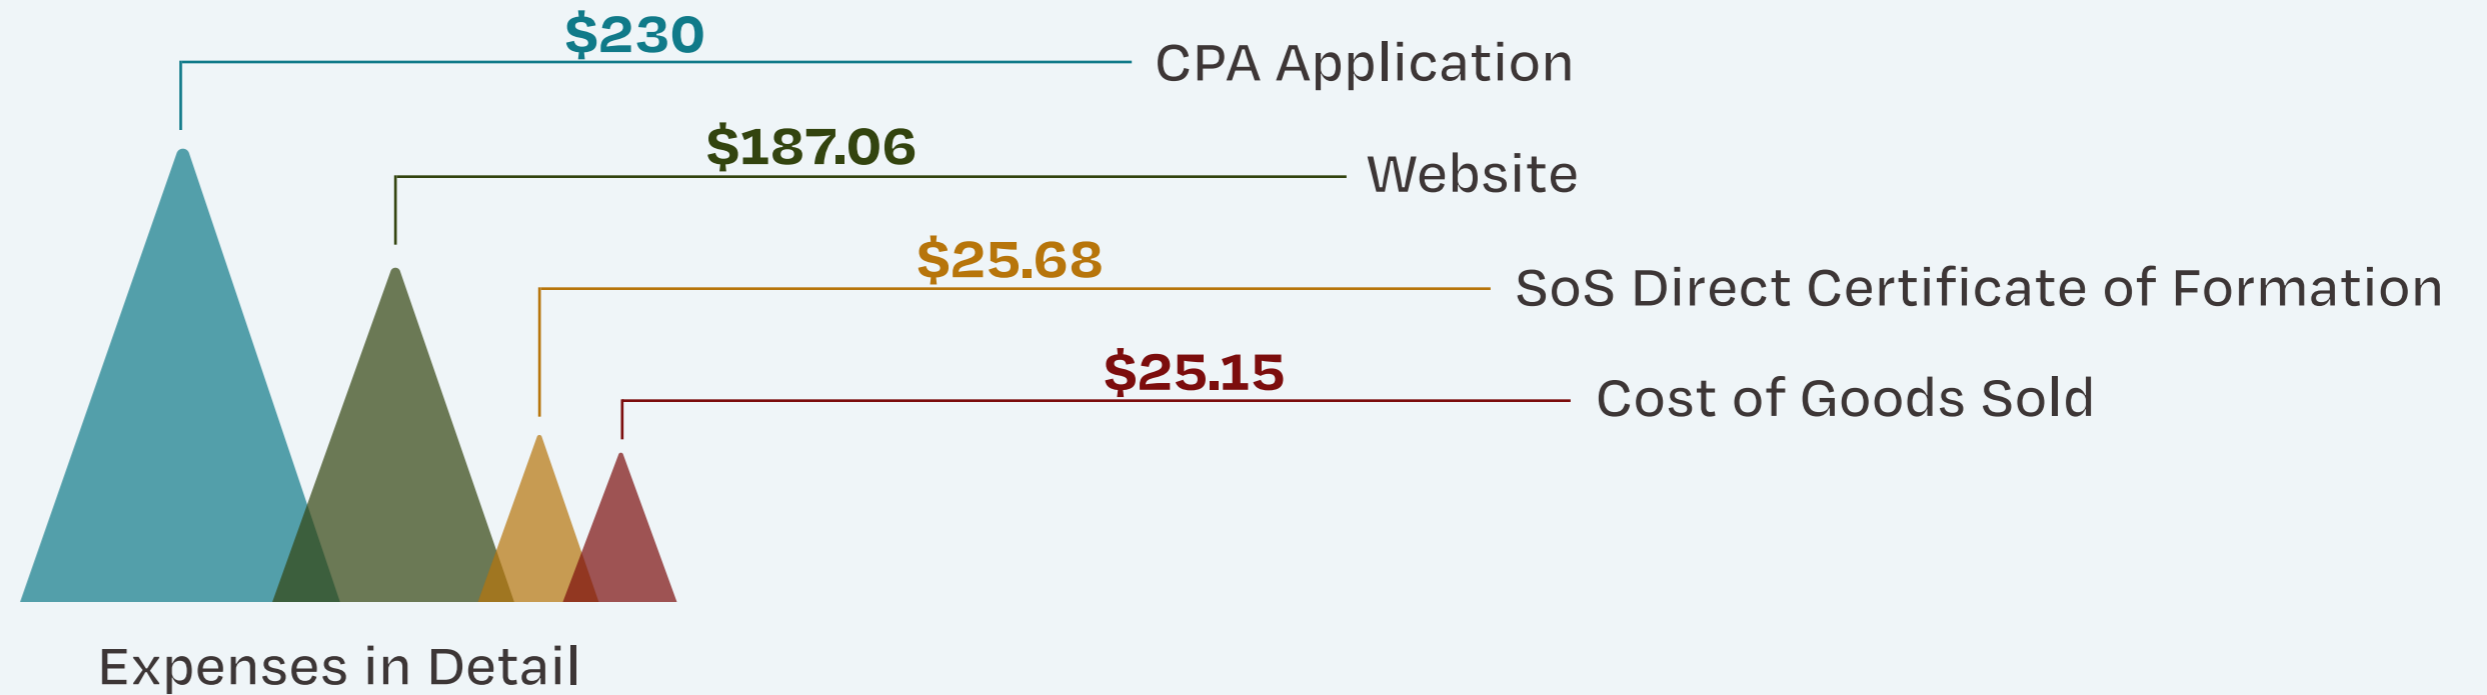 $230
CPA Application
$187.06
Website
$25.68
SoS Direct Certificate of Formation
$25.15
Cost of Goods Sold
Expenses in Detail